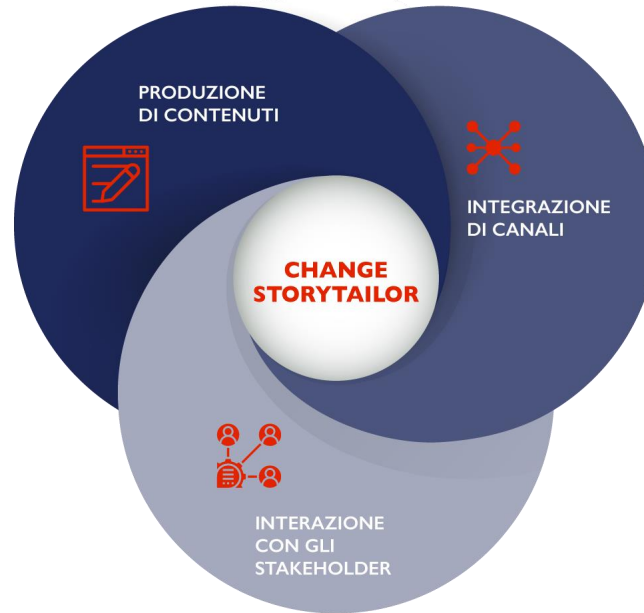 PRODUZIONE
DI CONTENUTI
INTEGRAZIONE
DI CANALI
CHANGE
STORYTAILOR
INTERAZIONE
CON GLI
STAKEHOLDER